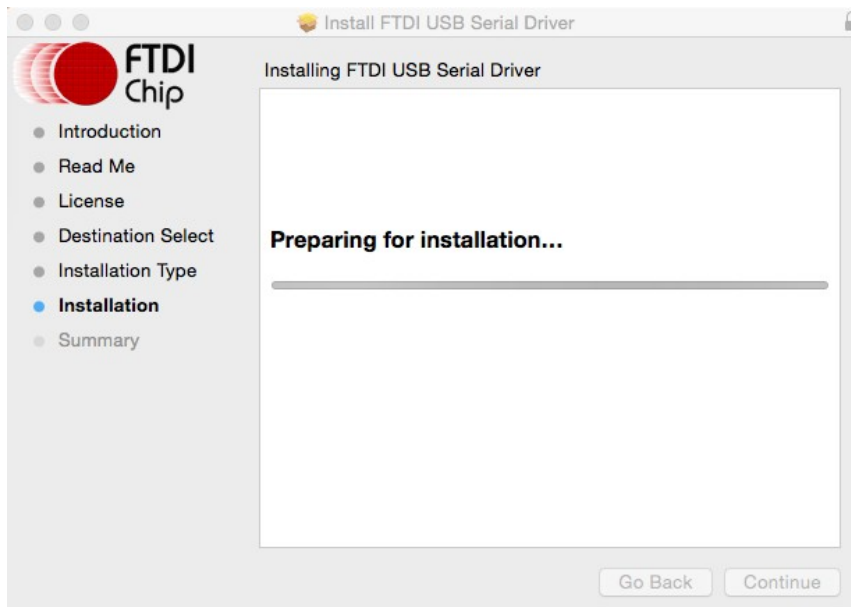 Install FTDI USB Serial Driver
FTDI
Chip
Installing FTDI USB Serial Driver
Introduction
Read Me
License
Destination Select
Installation Type
Installation
Summary
Preparing for installation...
Go Back
Continue